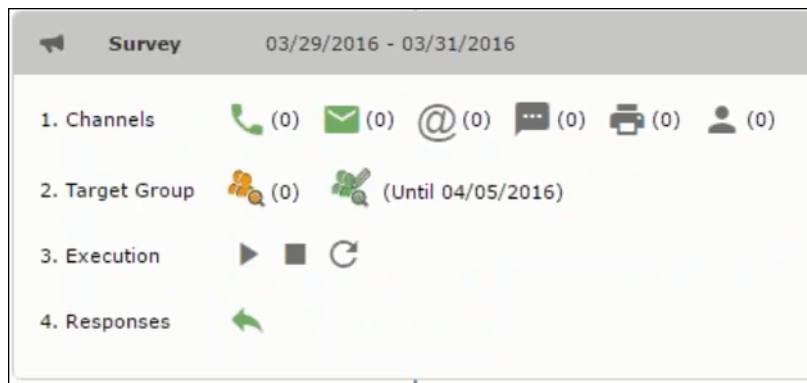 Survey 03/29/2016 - 03/31/2016
1. Channels (0) (0) @ (0) (0) (0) (0)
2. Target Group (0) (Until 04/05/2016)
3. Execution
4. Responses